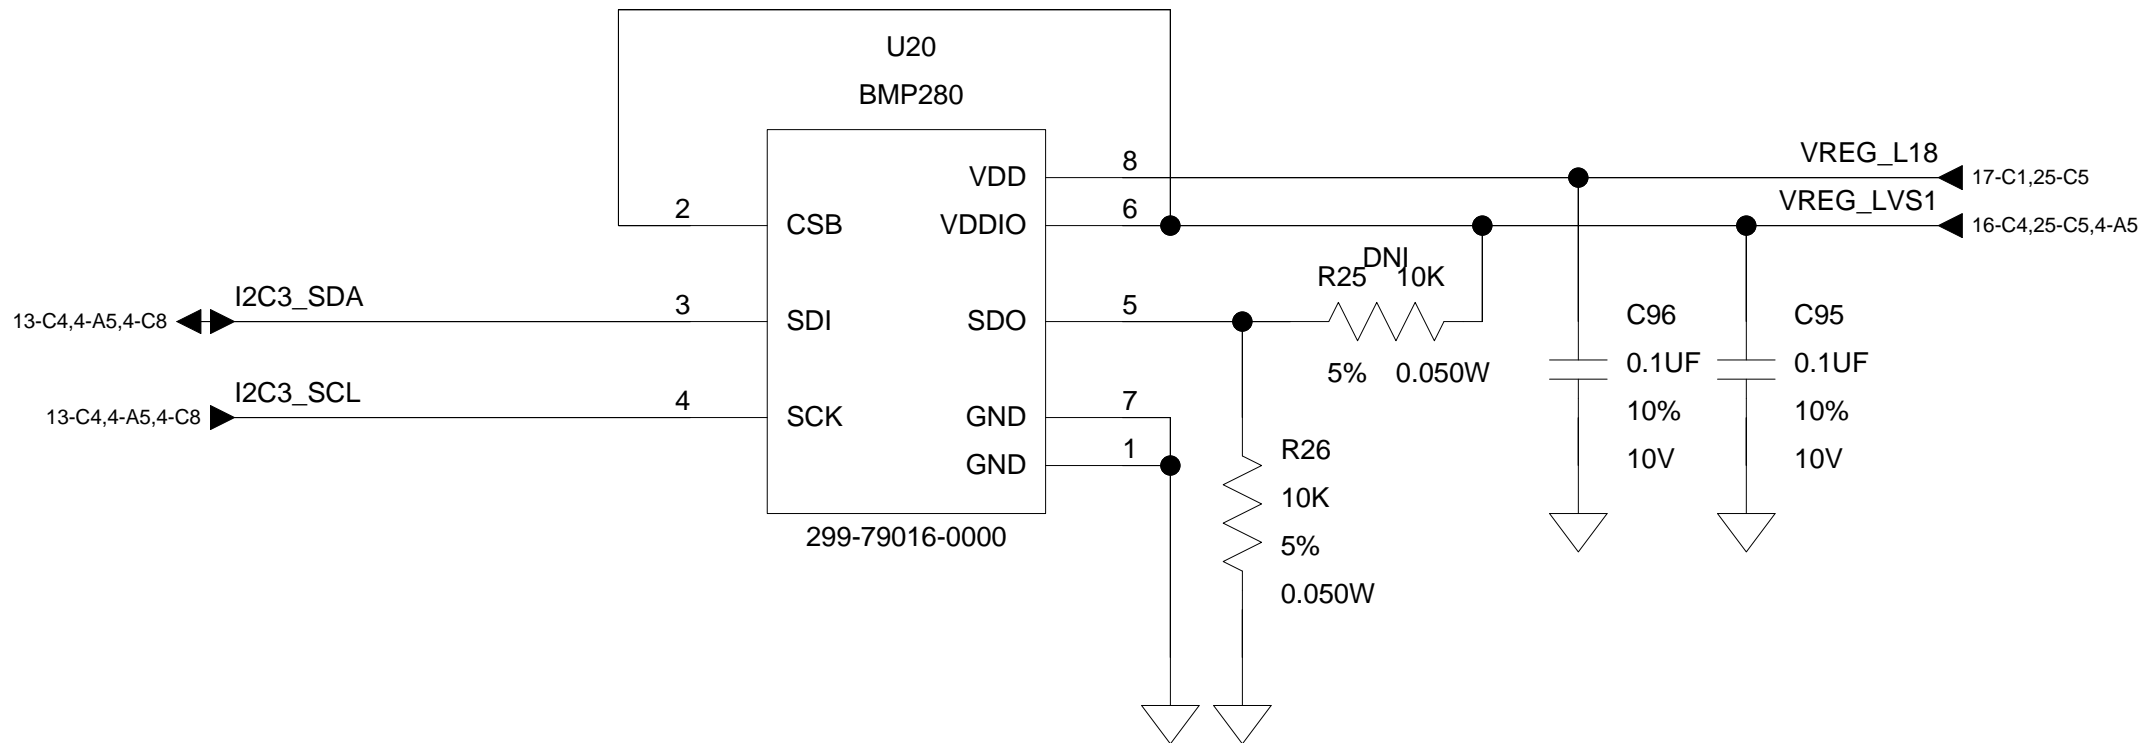 U20
BMP280
8
VDD
VREG_L18
17-C1,25-C5
2
CSB
VDDIO
6
VREG_LVS1
16-C4,25-C5,4-A5
DNI
R25
10K
13-C4,4-A5,4-C8
I2C3_SDA
3
SDI
SDO
5
5%
0.050W
C96
0.1UF
10%
10V
C95
0.1UF
10%
10V
13-C4,4-A5,4-C8
I2C3_SCL
4
SCK
GND
7
GND
1
R26
10K
5%
0.050W
299-79016-0000